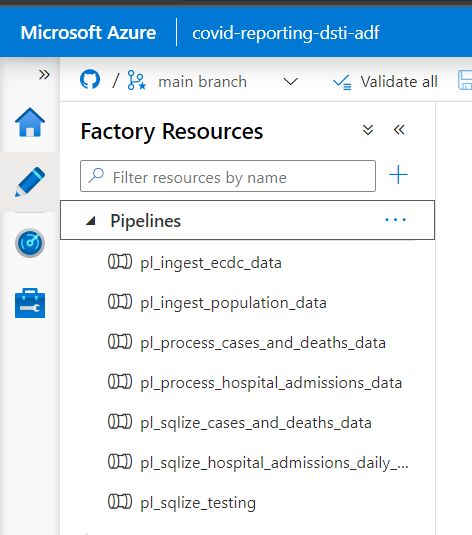 Microsoft Azure covid-reporting-dsti-adf
» / main branch Validate all
Factory Resources «
Filter resources by name +
Pipelines ...
pl_ingest_ecdc_data
pl_ingest_population_data
pl_process_cases_and_deaths_data
pl_process_hospital_admissions_data
pl_sqlize_cases_and_deaths_data
pl_sqlize_hospital_admissions_daily_...
pl_sqlize_testing